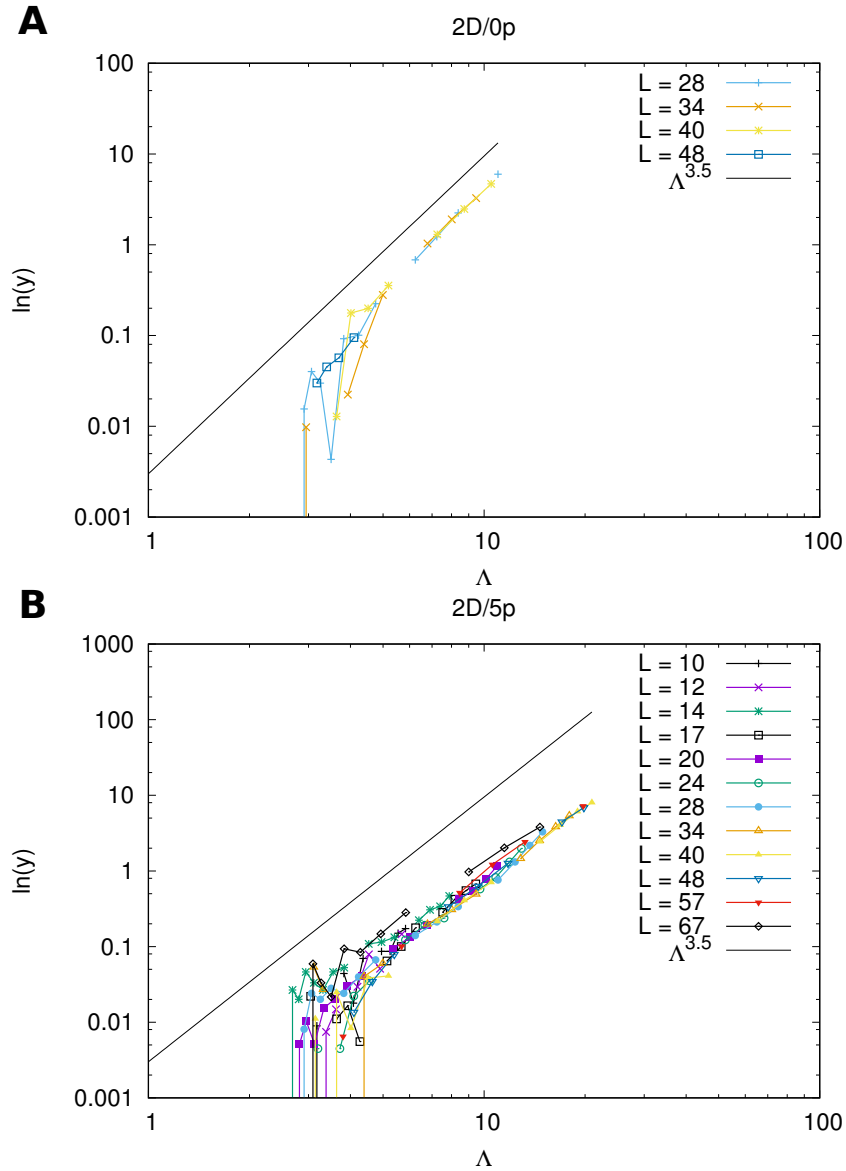 A
2D/0p
100
10
1
0.1
0.01
0.001
ln(y)
1
10
100
Λ
L = 28
L = 34
L = 40
L = 48
Λ^3.5
B
2D/5p
1000
100
10
1
0.1
0.01
0.001
ln(y)
1
10
100
Λ
L = 10
L = 12
L = 14
L = 17
L = 20
L = 24
L = 28
L = 34
L = 40
L = 48
L = 57
L = 67
Λ^3.5